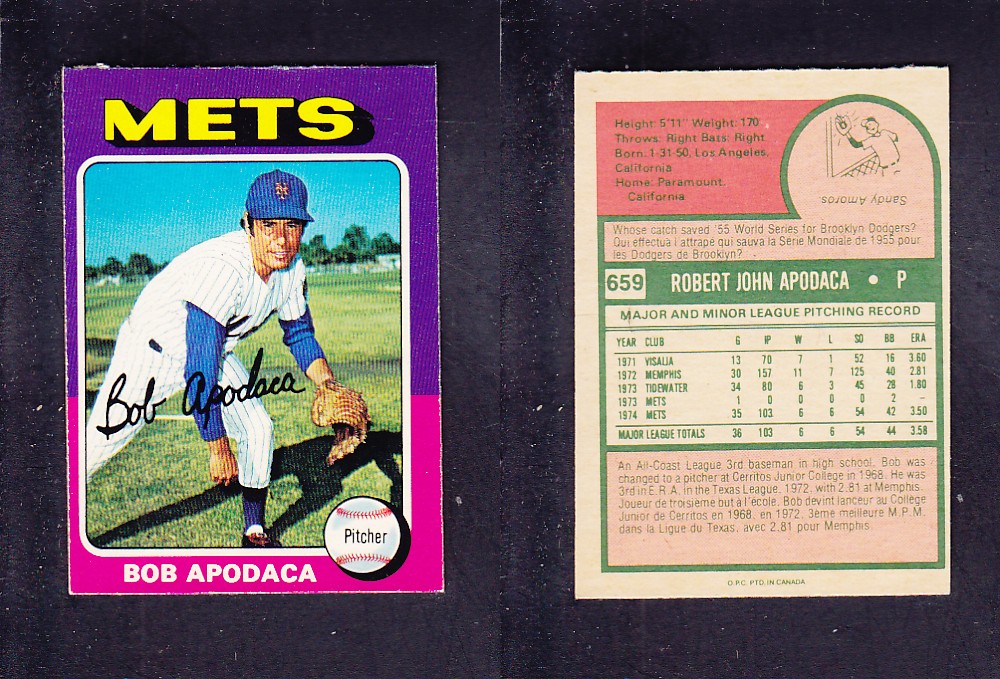 METS
NY
Bob Apodaca
Pitcher
BOB APODACA
Height: 5'11" Weight: 170
Throws: Right Bats: Right
Born: 1-31-50, Los Angeles,
California
Home: Paramount,
California
Sandy Amoros
Whose catch saved '55 World Series for Brooklyn Dodgers?
Qui effectua l'attrapé qui sauva la Serie Mondiale de 1955 pour
les Dodgers de Brooklyn?
659 ROBERT JOHN APODACA • P
MAJOR AND MINOR LEAGUE PITCHING RECORD
YEAR CLUB G IP W L SO BB ERA
1971 VISALIA 13 70 7 1 52 16 3.60
1972 MEMPHIS 30 157 11 7 125 40 2.81
1973 TIDEWATER 34 80 6 3 45 28 1.80
1973 METS 1 0 0 0 0 2 –
1974 METS 35 103 6 6 54 42 3.50
MAJOR LEAGUE TOTALS 36 103 6 6 54 44 3.58
An All-Coast League 3rd baseman in high school, Bob was
changed to a pitcher at Cerritos Junior College in 1968. He was
3rd in E.R.A. in the Texas League, 1972, with 2.81 at Memphis.
Joueur de troisième but à l'école, Bob devint lanceur au Collège
Junior de Cerritos en 1968, en 1972, 3ème meilleure M.P.M.
dans la Ligue du Texas, avec 2.81 pour Memphis.
O.P.C. PTD. IN CANADA